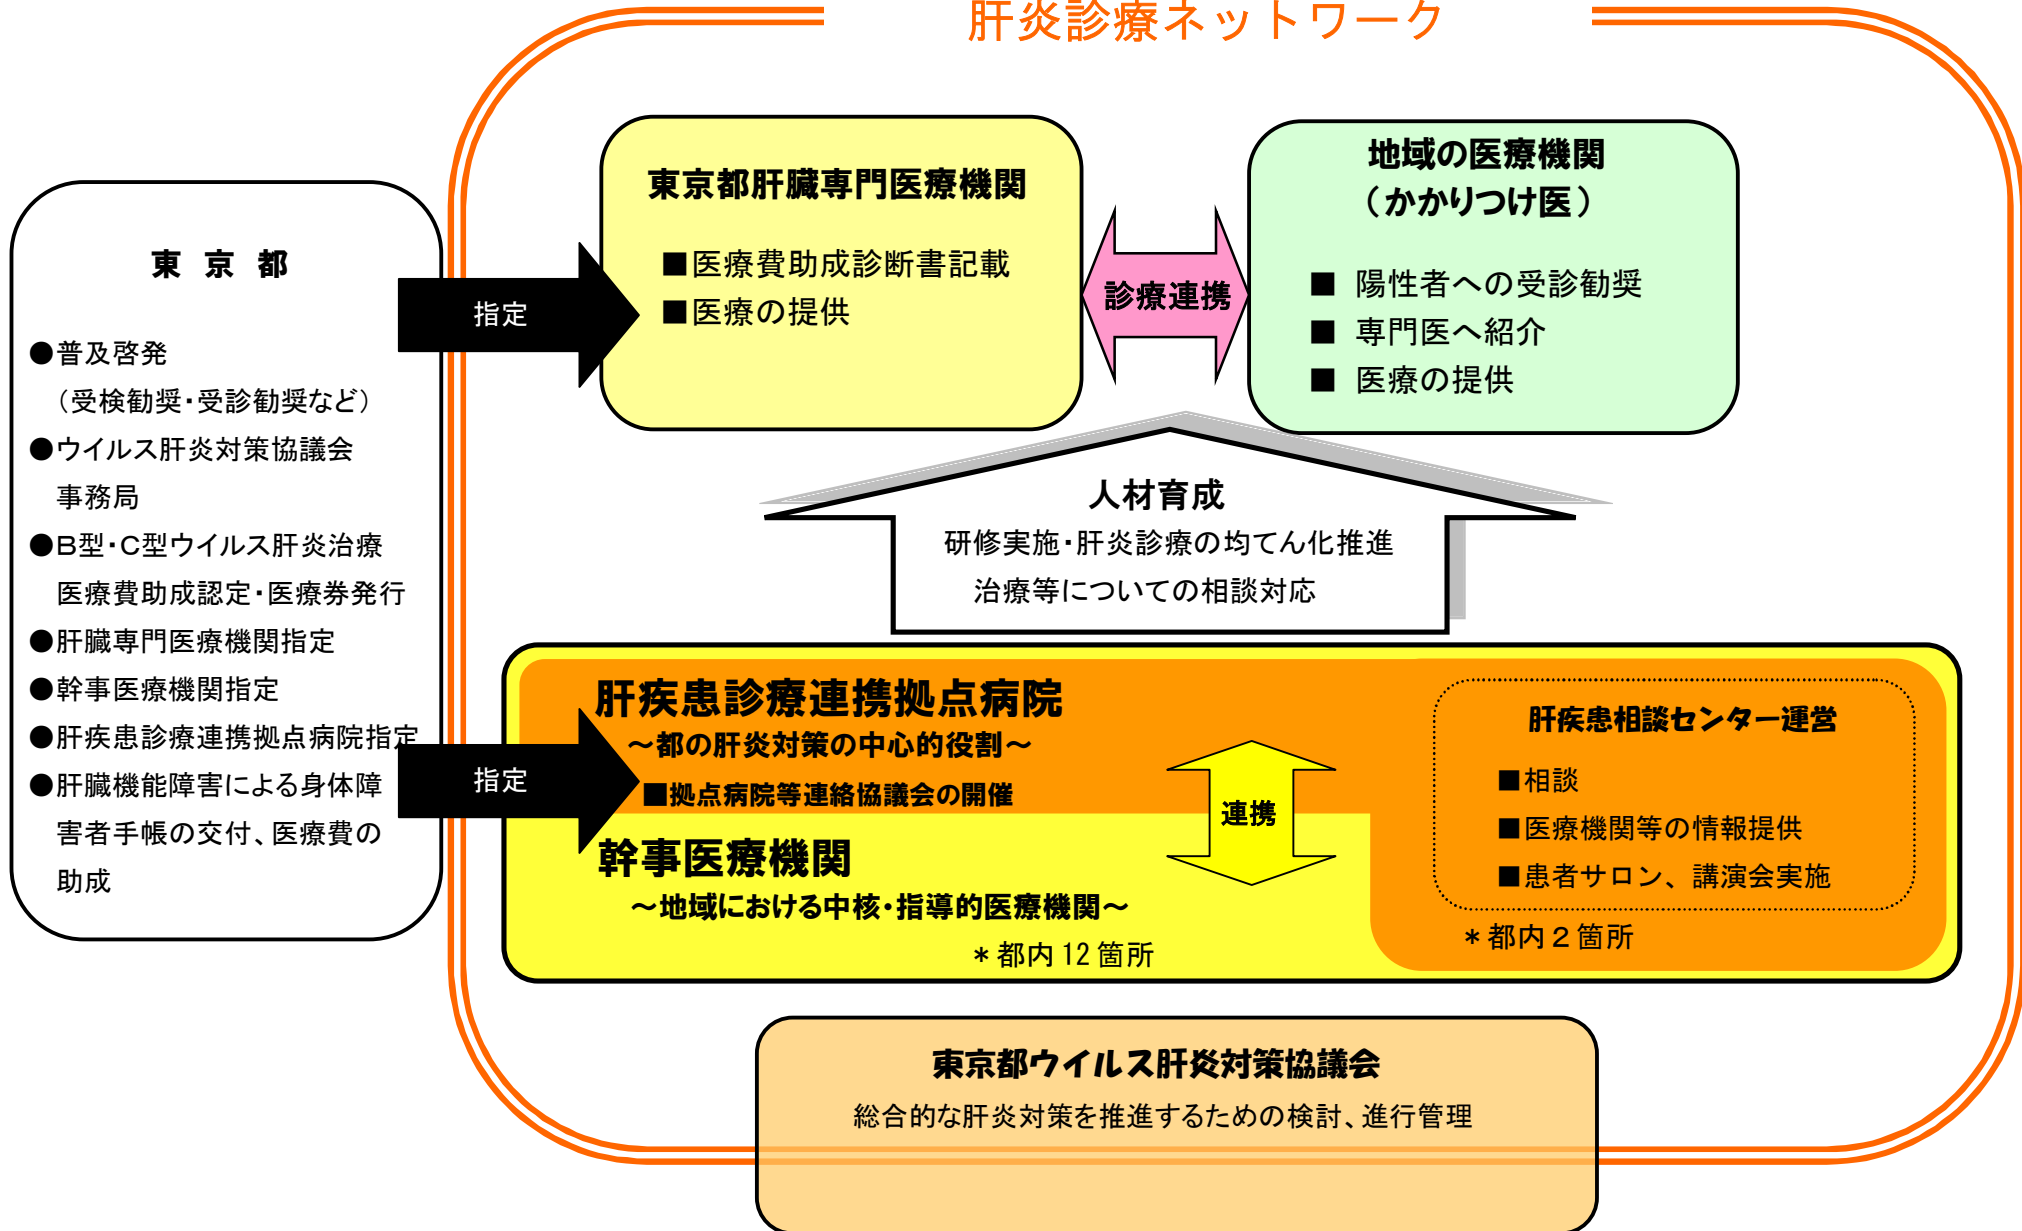 肝炎診療ネットワーク
東 京 都
●普及啓発
（受検勧奨・受診勧奨など）
●ウイルス肝炎対策協議会
事務局
●B型・C型ウイルス肝炎治療
医療費助成認定・医療券発行
●肝臓専門医療機関指定
●幹事医療機関指定
●肝疾患診療連携拠点病院指定
●肝臓機能障害による身体障
害者手帳の交付、医療費の
助成
指定
東京都肝臓専門医療機関
■医療費助成診断書記載
■医療の提供
診療連携
地域の医療機関
（かかりつけ医）
■ 陽性者への受診勧奨
■ 専門医へ紹介
■ 医療の提供
人材育成
研修実施・肝炎診療の均てん化推進
治療等についての相談対応
指定
肝疾患診療連携拠点病院
～都の肝炎対策の中心的役割～
■拠点病院等連絡協議会の開催
連携
幹事医療機関
～地域における中核・指導的医療機関～
＊都内12箇所
肝疾患相談センター運営
■相談
■医療機関等の情報提供
■患者サロン、講演会実施
＊都内２箇所
東京都ウイルス肝炎対策協議会
総合的な肝炎対策を推進するための検討、進行管理